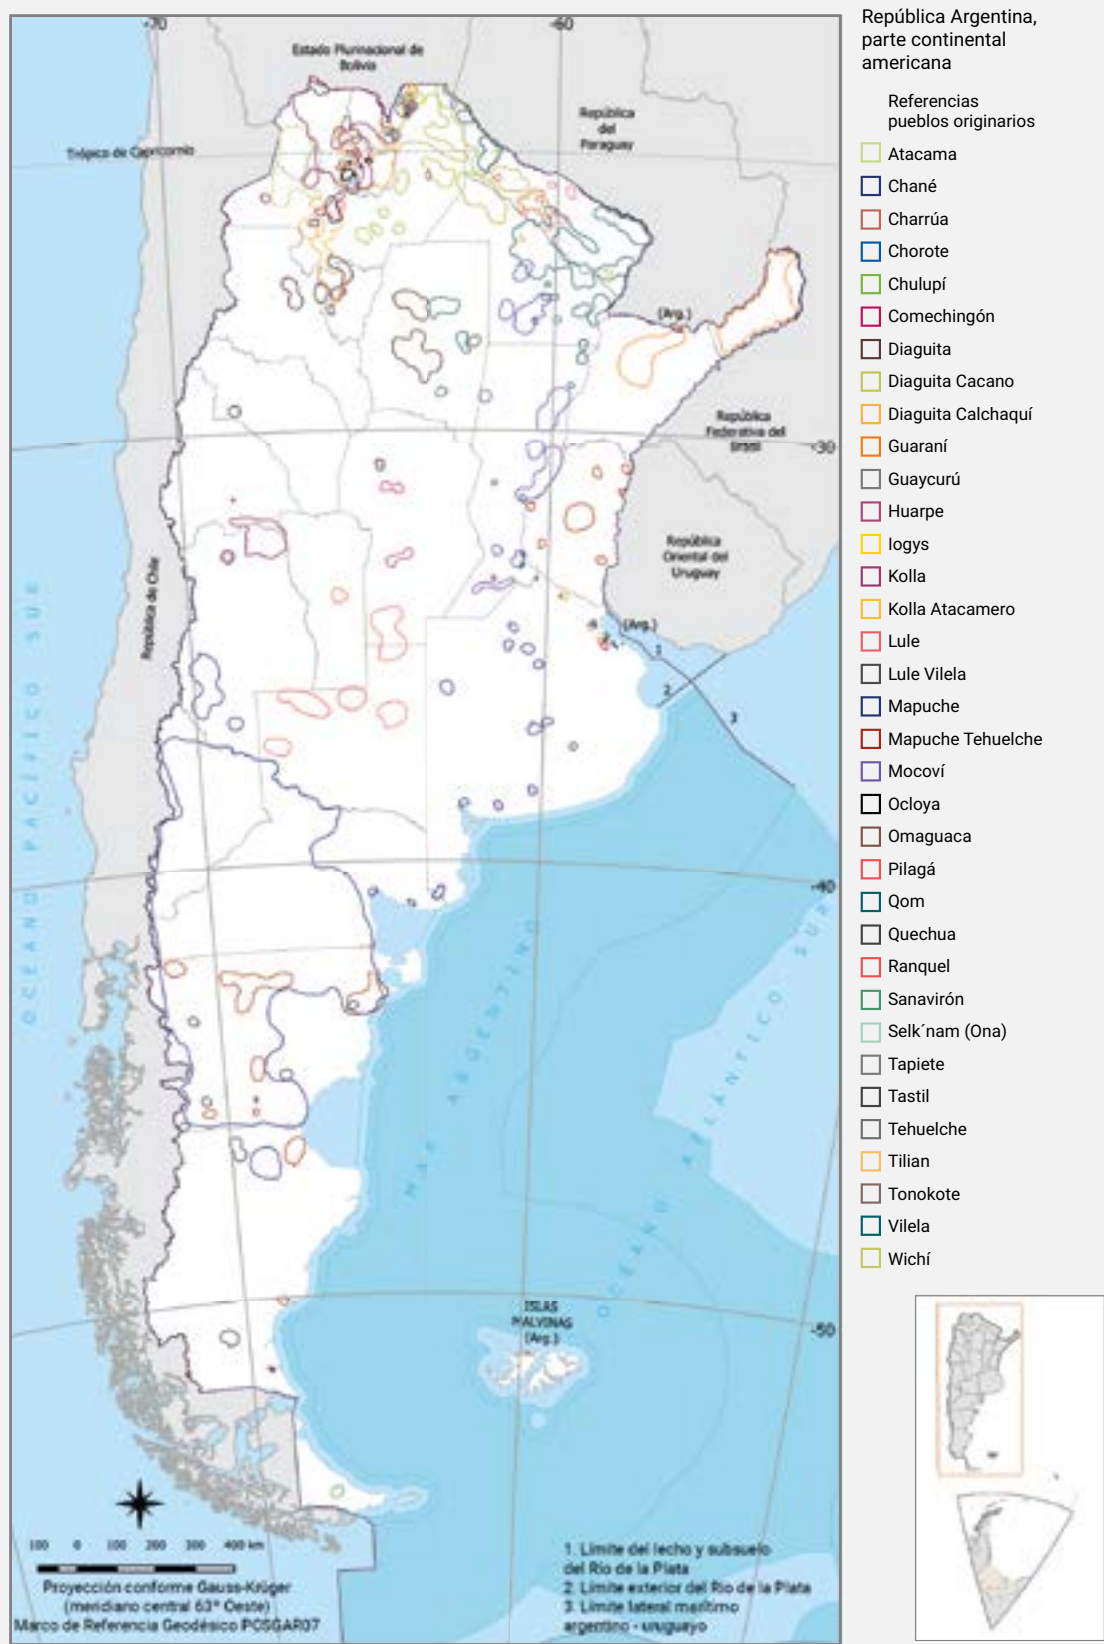 -70
-60
Estado Plurinacional de
Bolivia
República
del
Paraguay
Trópico de Capricornio
(Arg.)
República
Federativa del
Brasil
-30
República
Oriental del
Uruguay
República de Chile
(Arg.)
1
2
3
OCÉANO PACÍFICO SUR
-40
MAR ARGENTINO
OCÉANO ATLÁNTICO SUR
ISLAS
MALVINAS
(Arg.)
-50
100 0 100 200 300 400 km
Proyección conforme Gauss-Krüger
(meridiano central 63° Oeste)
Marco de Referencia Geodésico POSGAR07
1. Límite del lecho y subsuelo
del Río de la Plata
2. Límite exterior del Río de la Plata
3. Límite lateral marítimo
argentino - uruguayo
República Argentina,
parte continental
americana
Referencias
pueblos originarios
Atacama
Chané
Charrúa
Chorote
Chulupí
Comechingón
Diaguita
Diaguita Cacano
Diaguita Calchaquí
Guaraní
Guaycurú
Huarpe
Iogys
Kolla
Kolla Atacamero
Lule
Lule Vilela
Mapuche
Mapuche Tehuelche
Mocoví
Ocloya
Omaguaca
Pilagá
Qom
Quechua
Ranquel
Sanavirón
Selk´nam (Ona)
Tapiete
Tastil
Tehuelche
Tilian
Tonokote
Vilela
Wichí